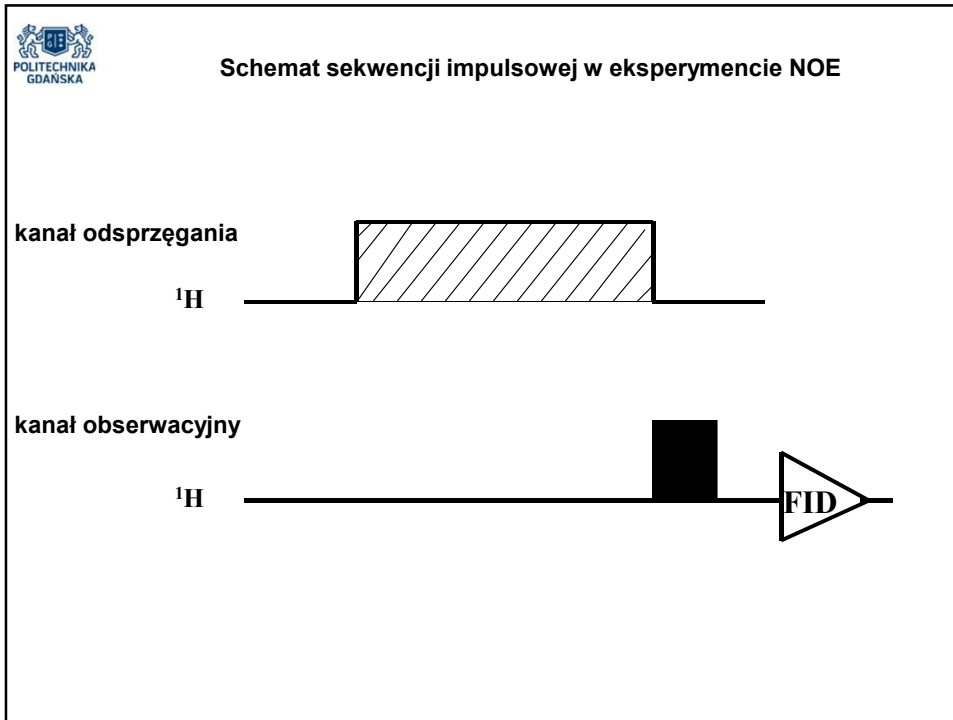 POLITECHNIKA
GDAŃSKA
Schemat sekwencji impulsowej w eksperymencie NOE
kanał odsprzęgania
¹H
kanał obserwacyjny
¹H
FID